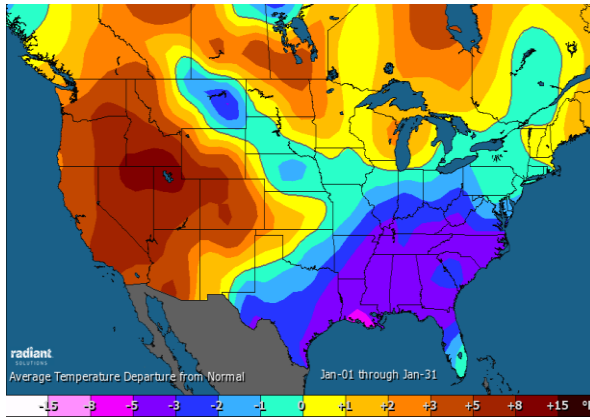 radiant
SOLUTIONS
Average Temperature Departure from Normal
Jan-01 through Jan-31
-15 -8 -5 -3 -2 -1 0 +1 +2 +3 +5 +8 +15 °F